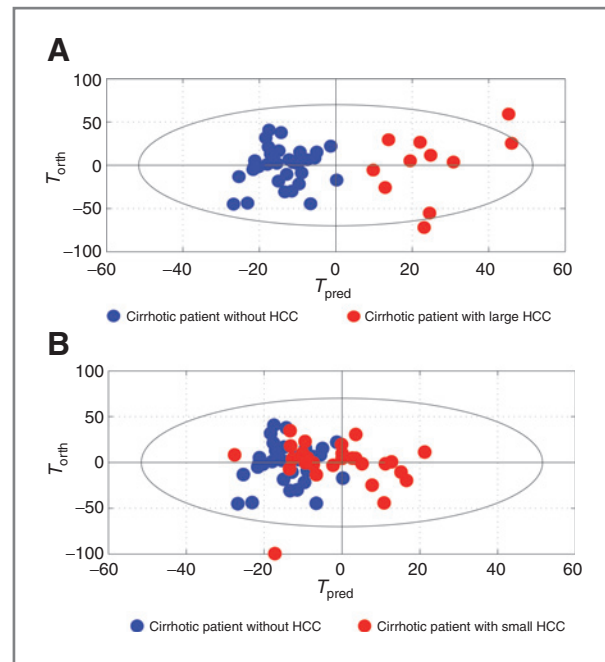 A
100
50
0
−50
−100
−60 −40 −20 0 20 40 60
Torth
Tpred
Cirrhotic patient without HCC Cirrhotic patient with large HCC
B
100
50
0
−50
−100
−60 −40 −20 0 20 40 60
Torth
Tpred
Cirrhotic patient without HCC Cirrhotic patient with small HCC